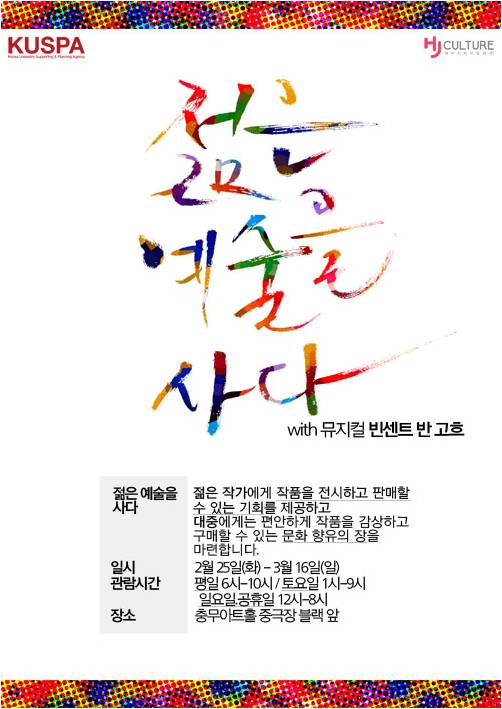 KUSPA
Korea University Supporting & Planning Agency
HJ CULTURE
젊은
예술을
사다
with 뮤지컬 빈센트 반 고흐
젊은 예술을 사다
젊은 작가에게 작품을 전시하고 판매할
수 있는 기회를 제공하고
대중에게는 편안하게 작품을 감상하고
구매할 수 있는 문화 향유의 장을
마련합니다.
일시 2월 25일(화) – 3월 16일(일)
관람시간 평일 6시–10시 / 토요일 1시–9시
일요일.공휴일 12시–8시
장소 충무아트홀 중극장 블랙 앞